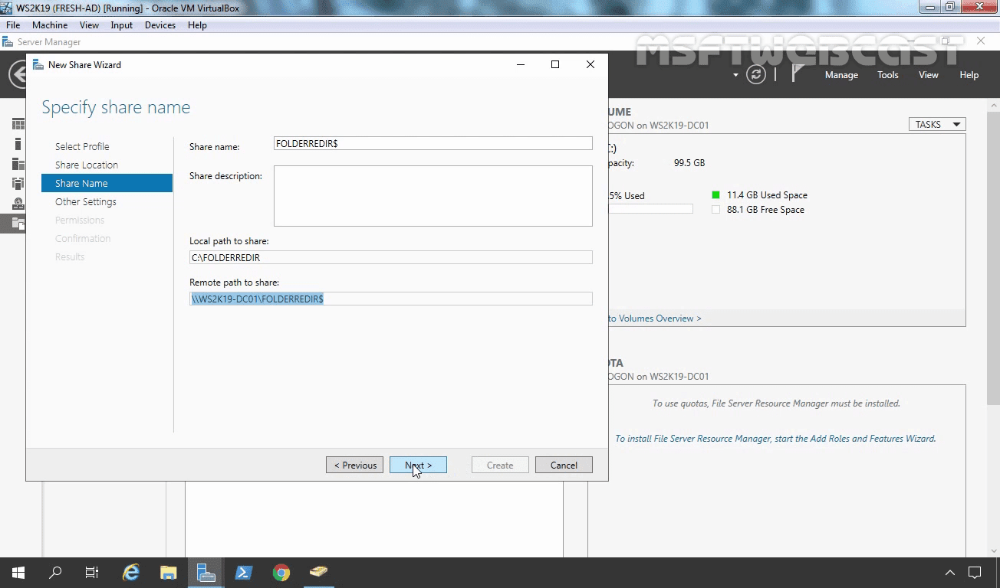 WS2K19 (FRESH-AD) [Running] - Oracle VM VirtualBox
File Machine View Input Devices Help
Server Manager
MSFTWEBCAST
New Share Wizard
Manage Tools View Help
Specify share name
UME
OGON on WS2K19-DC01
TASKS
Select Profile
Share Location
Share Name
Other Settings
Permissions
Confirmation
Results
Share name: FOLDERREDIR$
Share description:
Local path to share:
C:\FOLDERREDIR
Remote path to share:
\\WS2K19-DC01\FOLDERREDIR$
:)
pacity: 99.5 GB
5% Used
11.4 GB Used Space
88.1 GB Free Space
to Volumes Overview >
OTA
OGON on WS2K19-DC01
To use quotas, File Server Resource Manager must be installed.
To install File Server Resource Manager, start the Add Roles and Features Wizard.
< Previous Next > Create Cancel